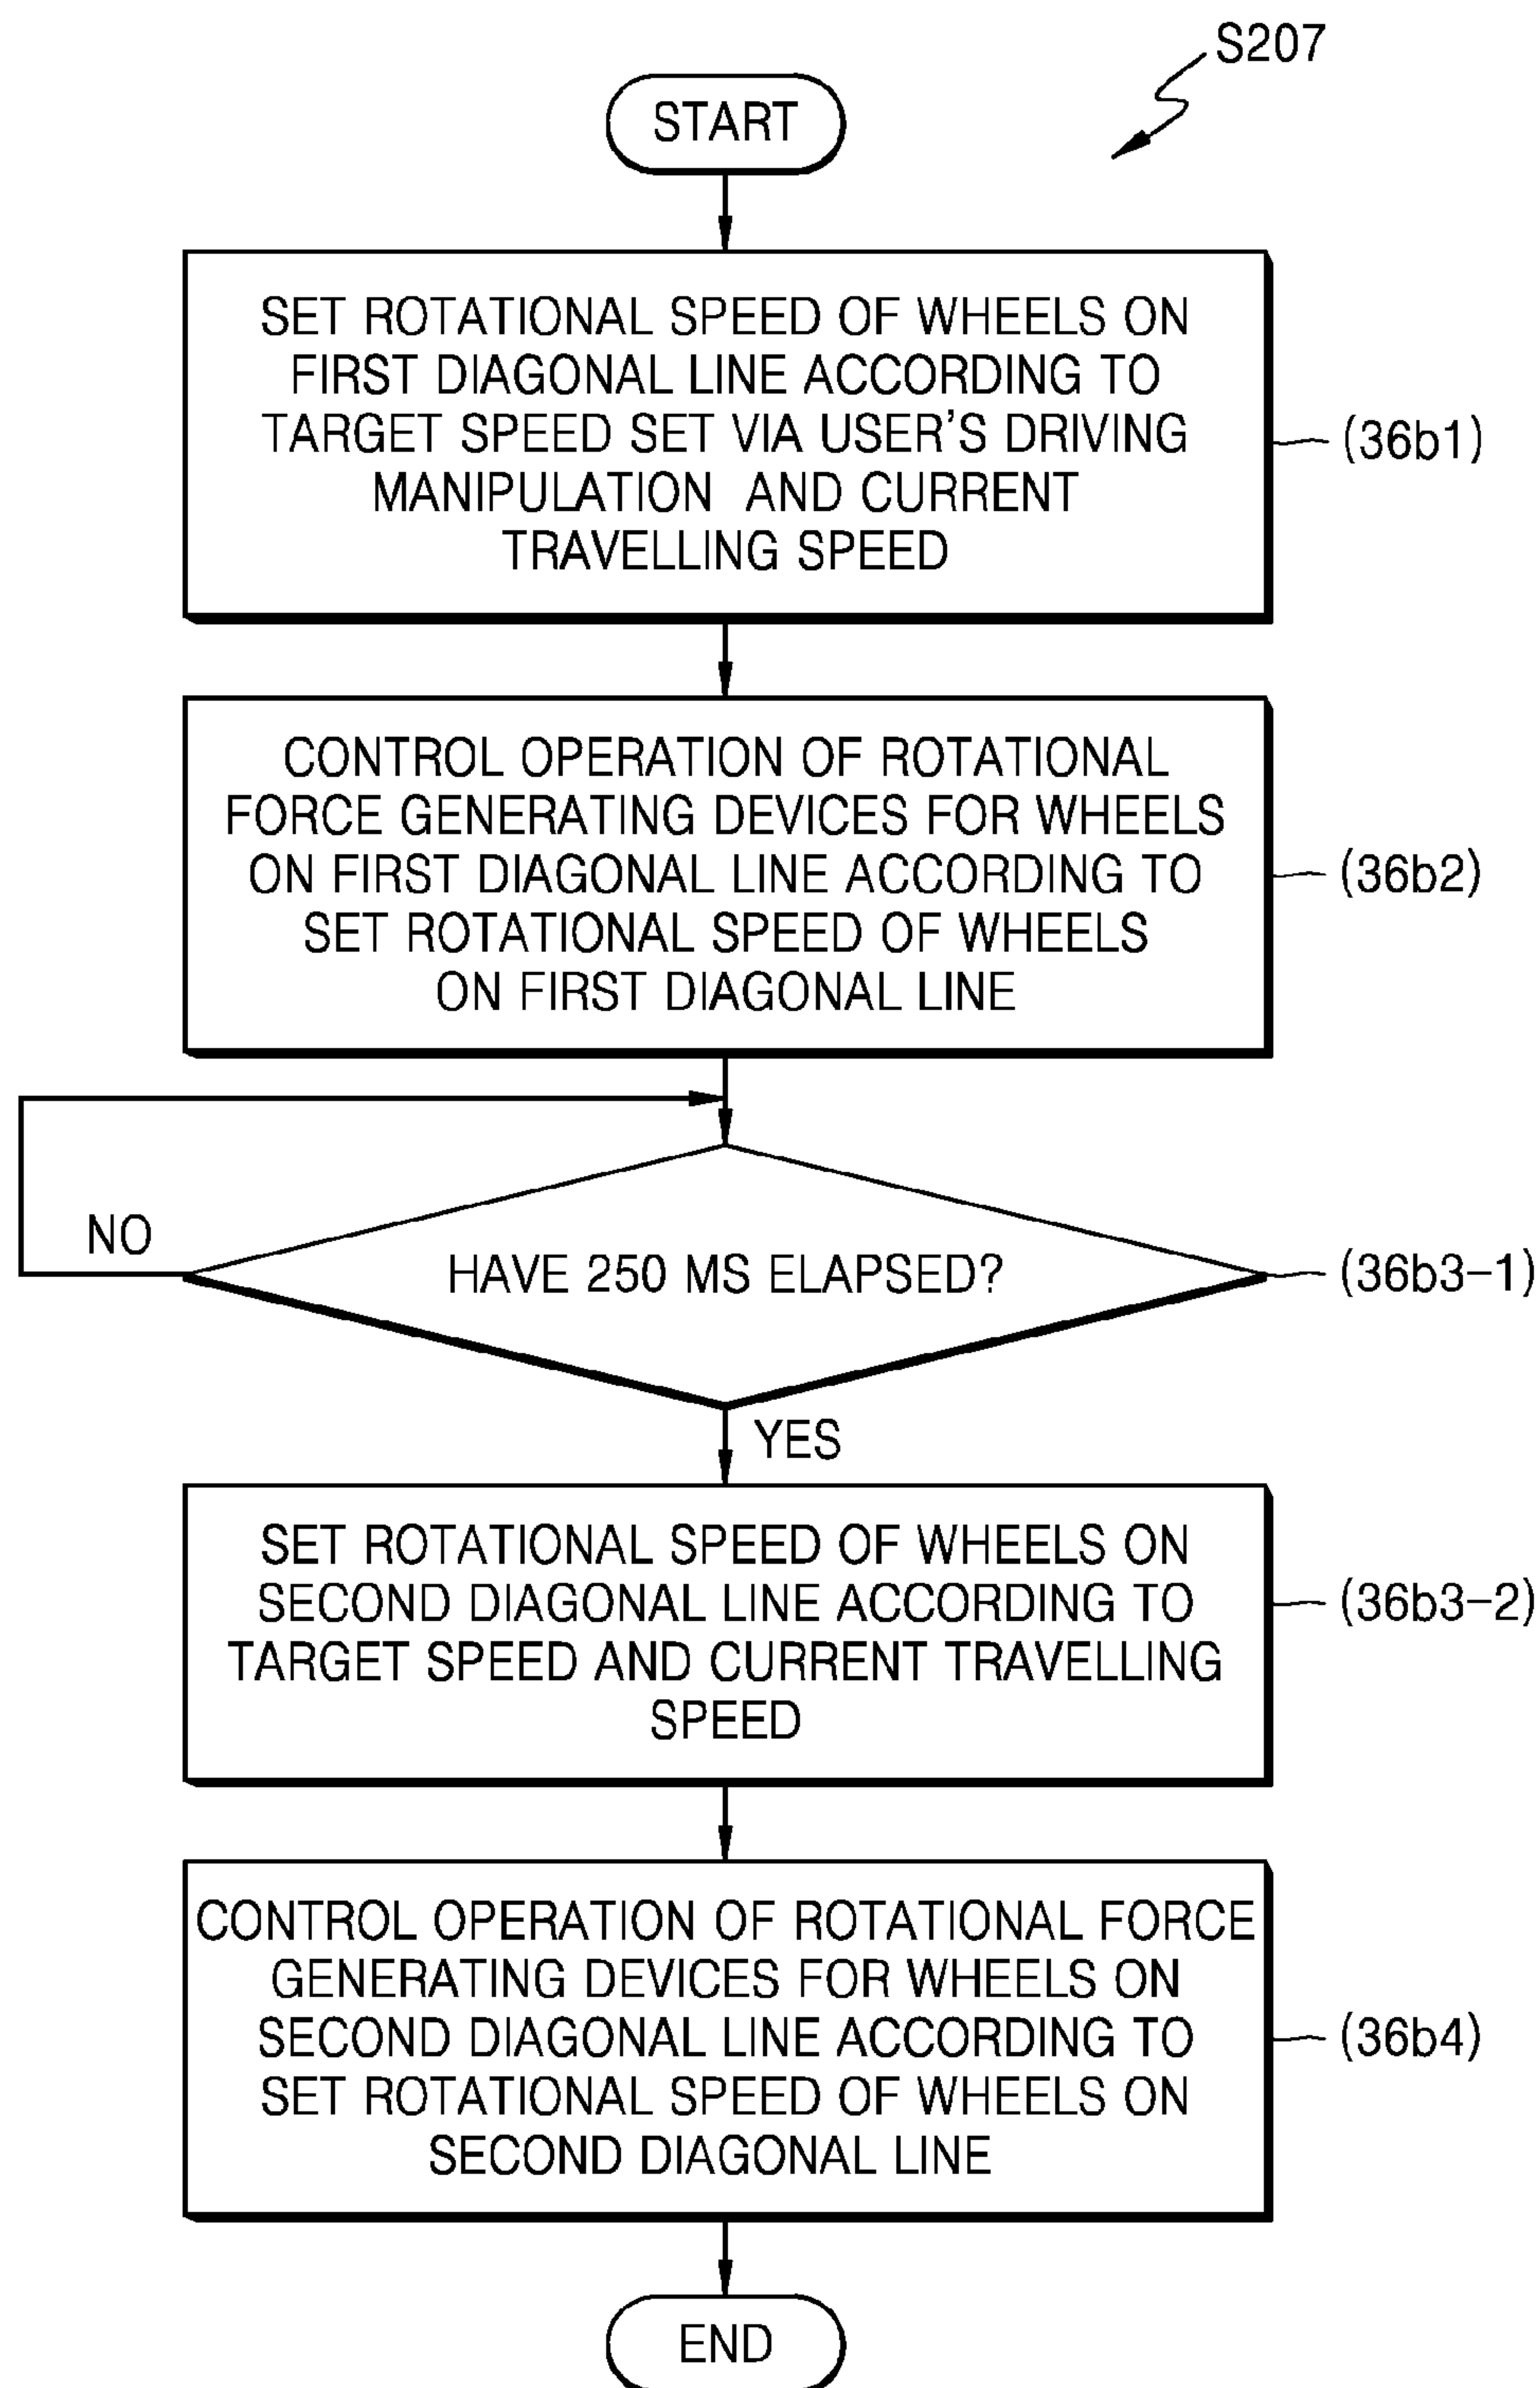 S207
START
SET ROTATIONAL SPEED OF WHEELS ON
FIRST DIAGONAL LINE ACCORDING TO
TARGET SPEED SET VIA USER'S DRIVING
MANIPULATION AND CURRENT
TRAVELLING SPEED
(36b1)
CONTROL OPERATION OF ROTATIONAL
FORCE GENERATING DEVICES FOR WHEELS
ON FIRST DIAGONAL LINE ACCORDING TO
SET ROTATIONAL SPEED OF WHEELS
ON FIRST DIAGONAL LINE
(36b2)
NO
HAVE 250 MS ELAPSED?
(36b3-1)
YES
SET ROTATIONAL SPEED OF WHEELS ON
SECOND DIAGONAL LINE ACCORDING TO
TARGET SPEED AND CURRENT TRAVELLING
SPEED
(36b3-2)
CONTROL OPERATION OF ROTATIONAL FORCE
GENERATING DEVICES FOR WHEELS ON
SECOND DIAGONAL LINE ACCORDING TO
SET ROTATIONAL SPEED OF WHEELS ON
SECOND DIAGONAL LINE
(36b4)
END